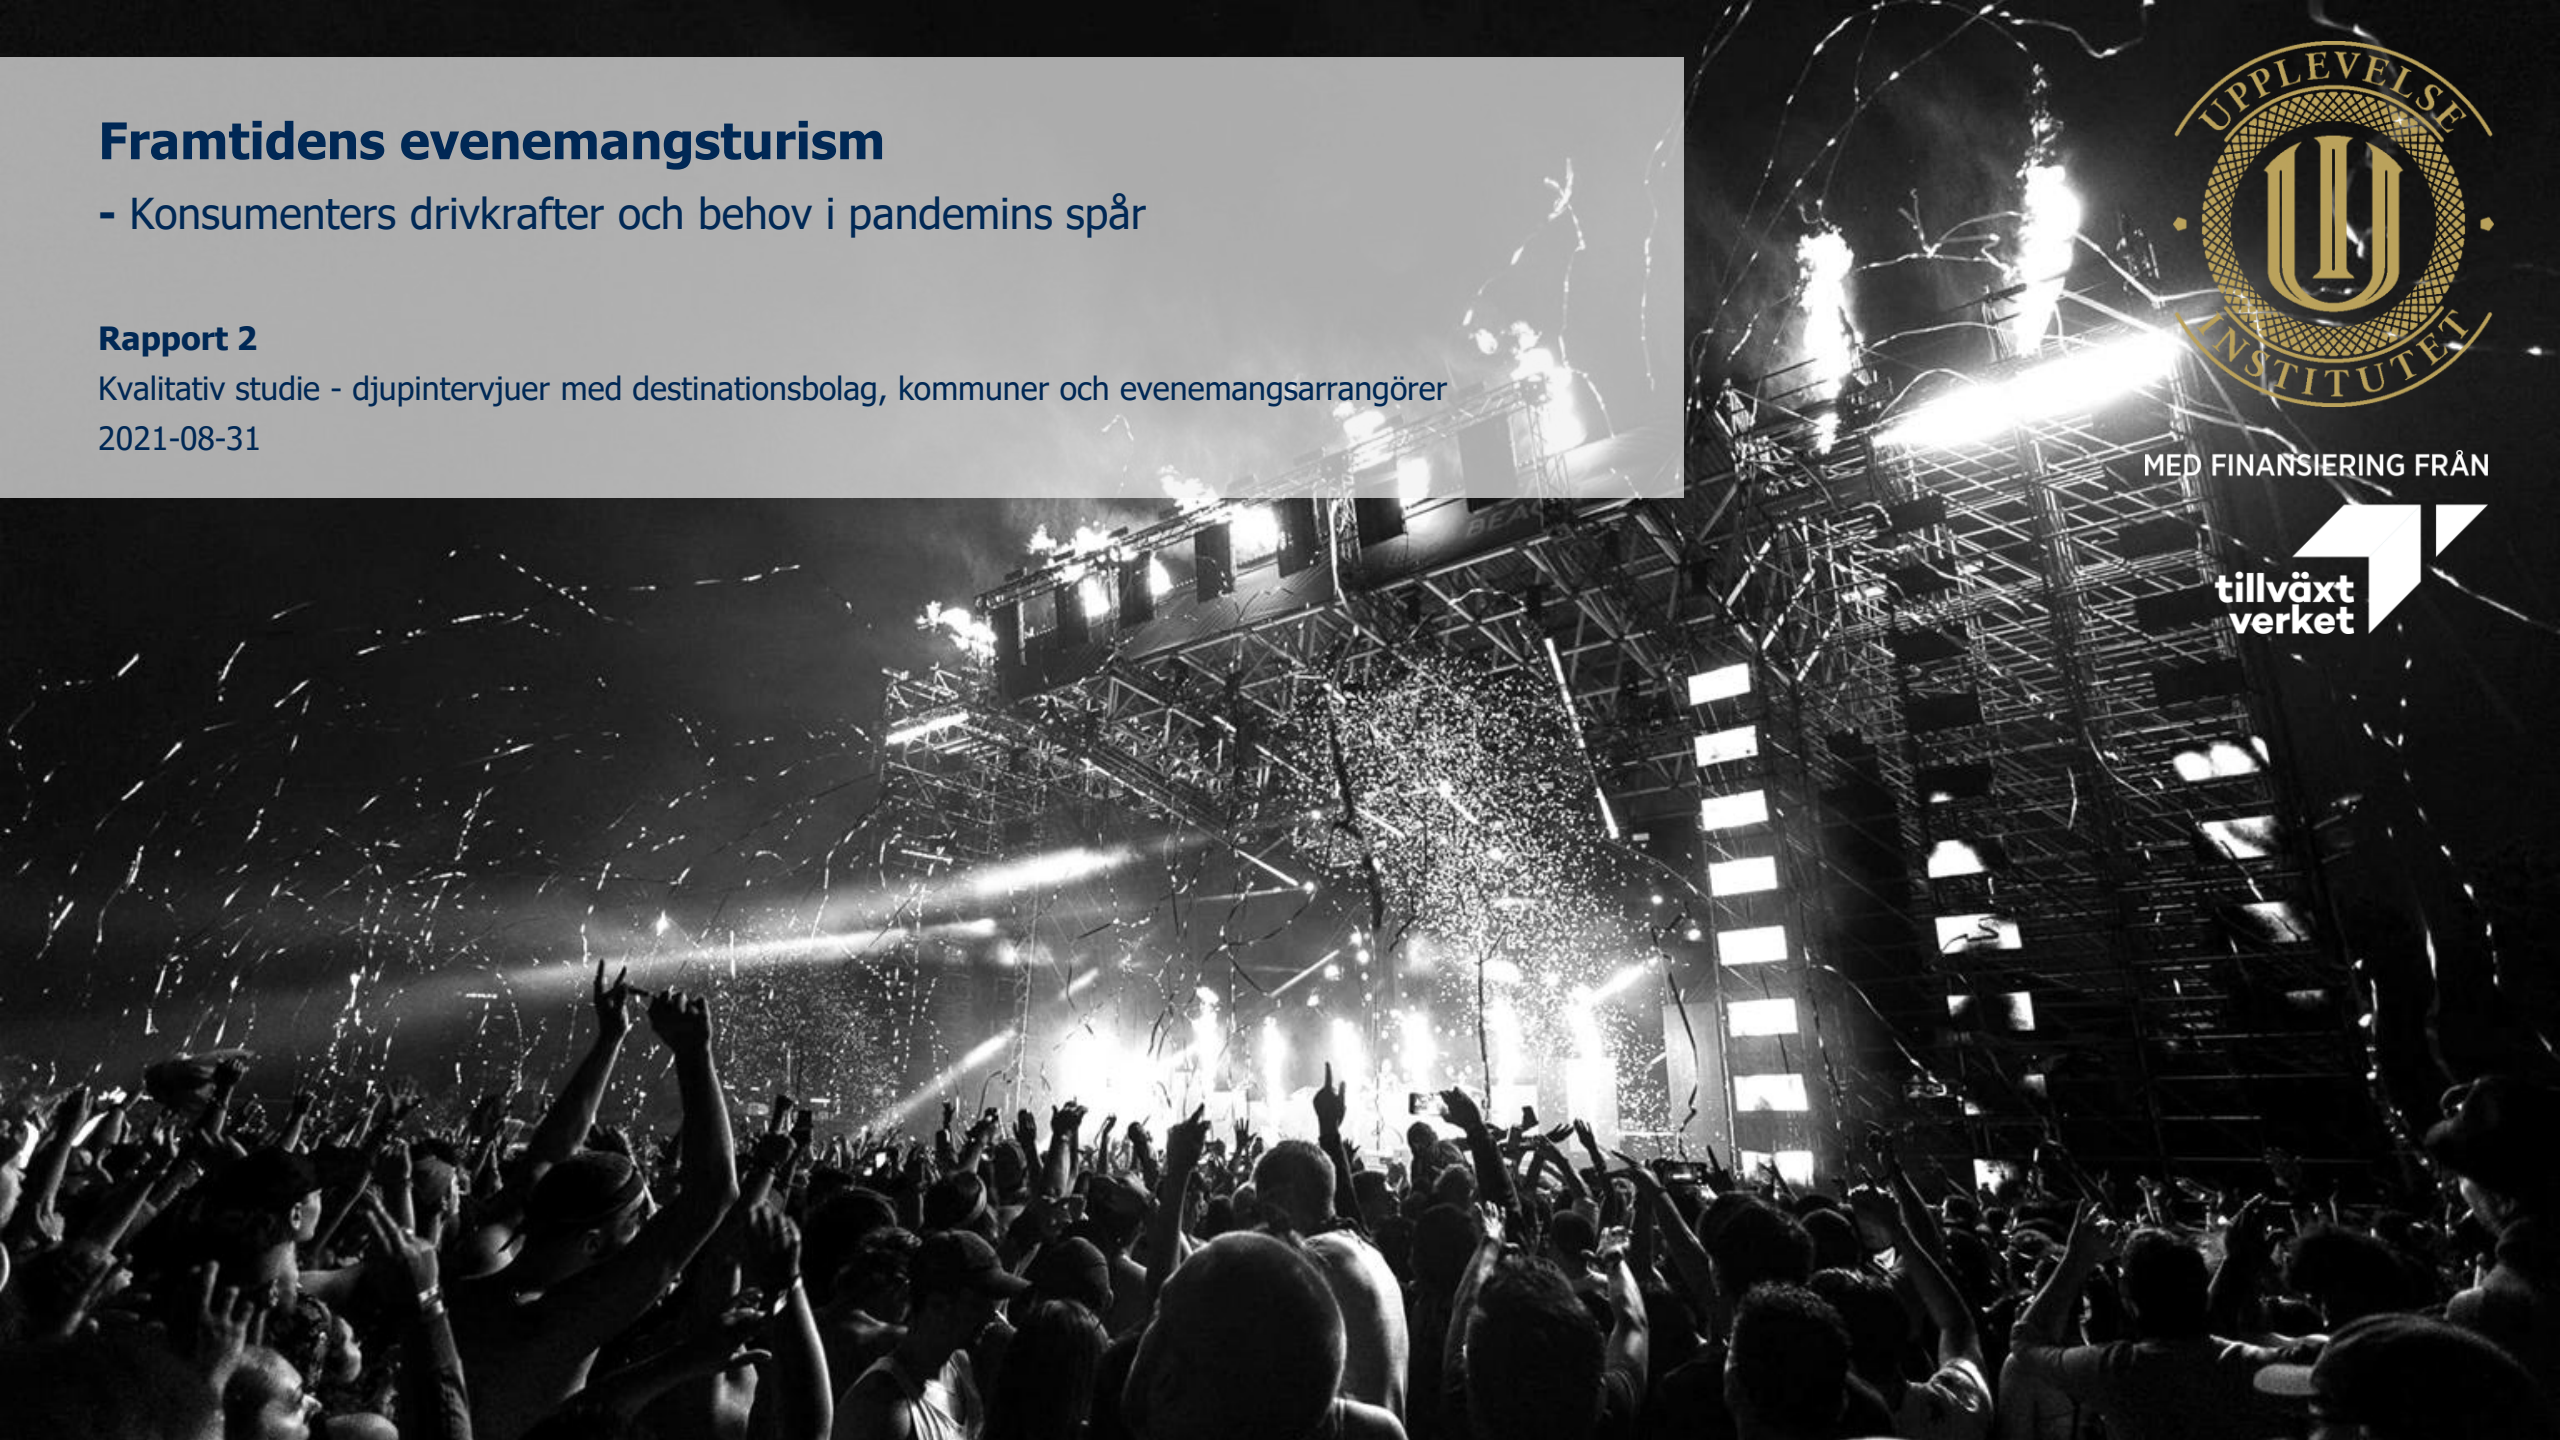 Framtidens evenemangsturism
- Konsumenters drivkrafter och behov i pandemins spår
Rapport 2
Kvalitativ studie - djupintervjuer med destinationsbolag, kommuner och evenemangsarrangörer
2021-08-31
UPPLEVELSE
INSTITUTET
MED FINANSIERING FRÅN
tillväxt
verket